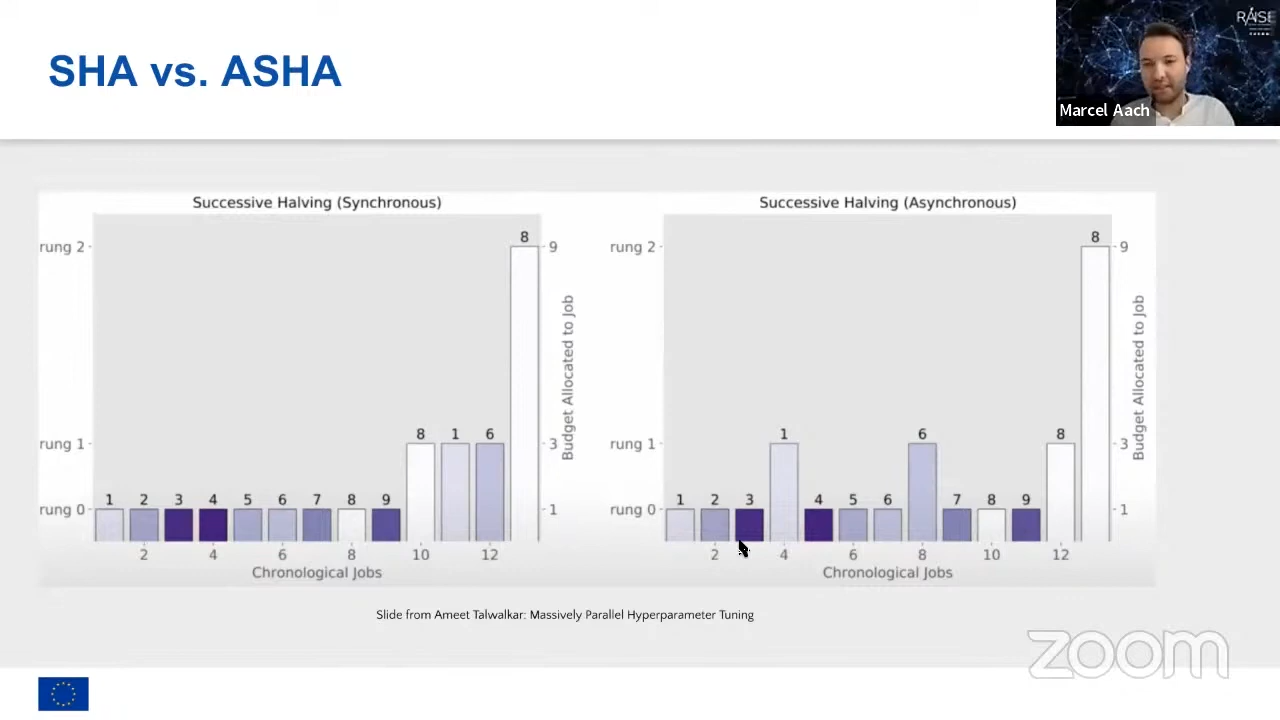 SHA vs. ASHA
RAISE
Marcel Aach
Successive Halving (Synchronous)
rung 2
rung 1
rung 0
8
8 1 6
1 2 3 4 5 6 7 8 9
9
3
1
Budget Allocated to Job
2 4 6 8 10 12
Chronological Jobs
Successive Halving (Asynchronous)
rung 2
rung 1
rung 0
8
1 6 8
1 2 3 4 5 6 7 8 9
9
3
1
Budget Allocated to Job
2 4 6 8 10 12
Chronological Jobs
Slide from Ameet Talwalkar: Massively Parallel Hyperparameter Tuning
zoom